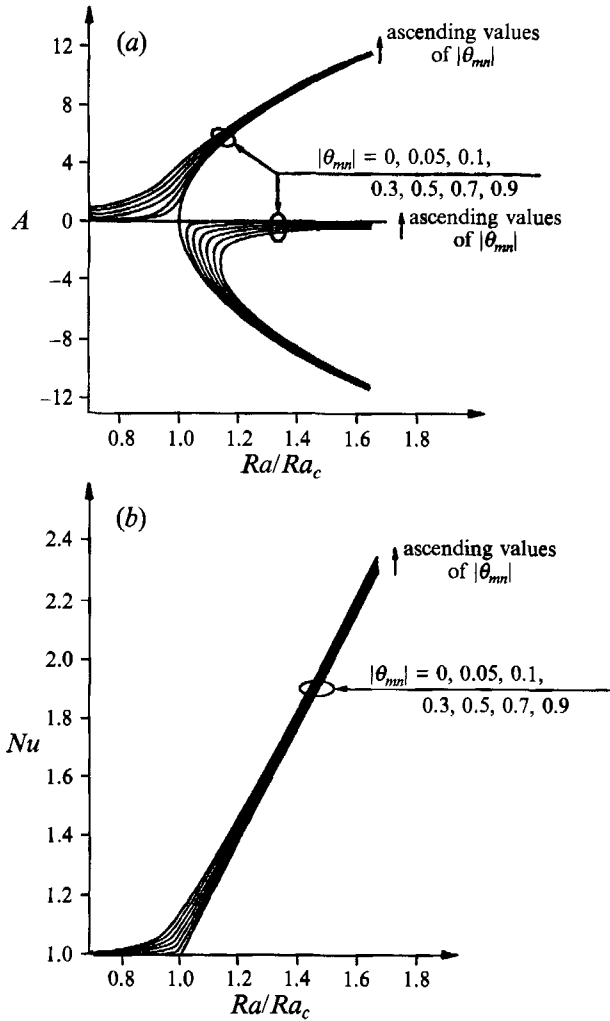 (a)
ascending values
of |θmn|
12
8
4
0
−4
−8
−12
A
|θmn| = 0, 0.05, 0.1,
0.3, 0.5, 0.7, 0.9
ascending values
of |θmn|
0.8 1.0 1.2 1.4 1.6
Ra/Rac
(b)
ascending values
of |θmn|
2.4
2.2
2.0
1.8
1.6
1.4
1.2
1.0
Nu
|θmn| = 0, 0.05, 0.1,
0.3, 0.5, 0.7, 0.9
0.8 1.0 1.2 1.4 1.6 1.8
Ra/Rac